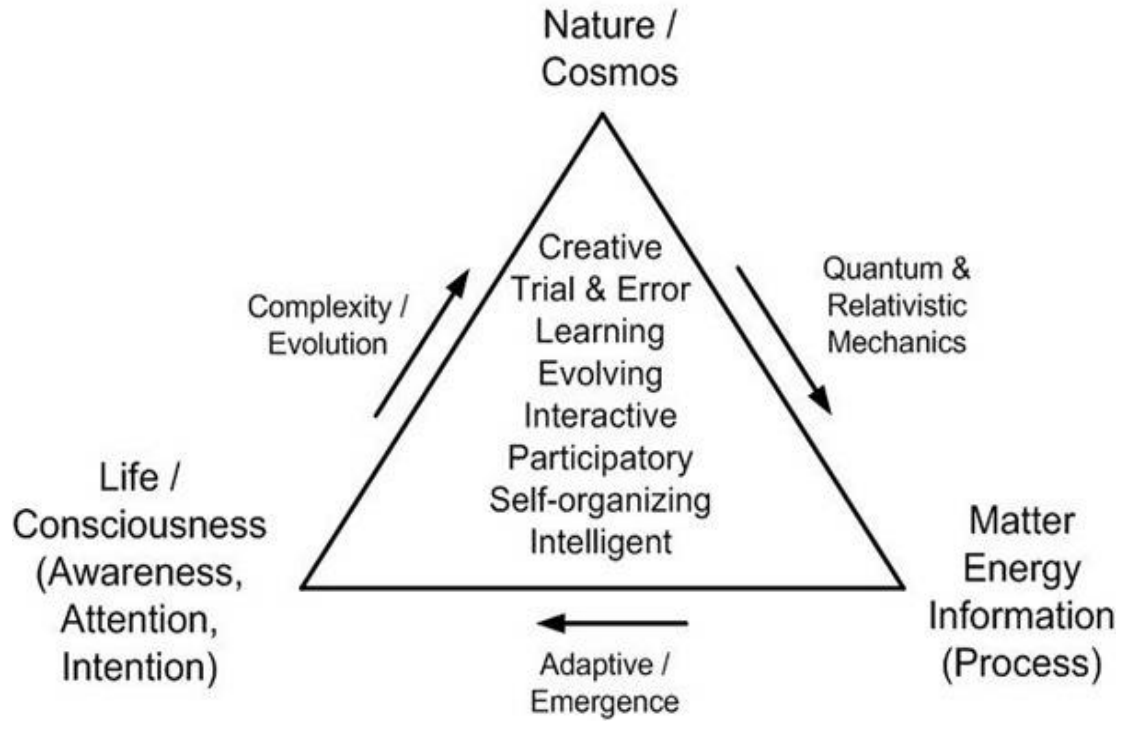 Nature /
Cosmos
Creative
Trial & Error
Learning
Evolving
Interactive
Participatory
Self-organizing
Intelligent
Complexity /
Evolution
Quantum &
Relativistic
Mechanics
Life /
Consciousness
(Awareness,
Attention,
Intention)
Matter
Energy
Information
(Process)
Adaptive /
Emergence